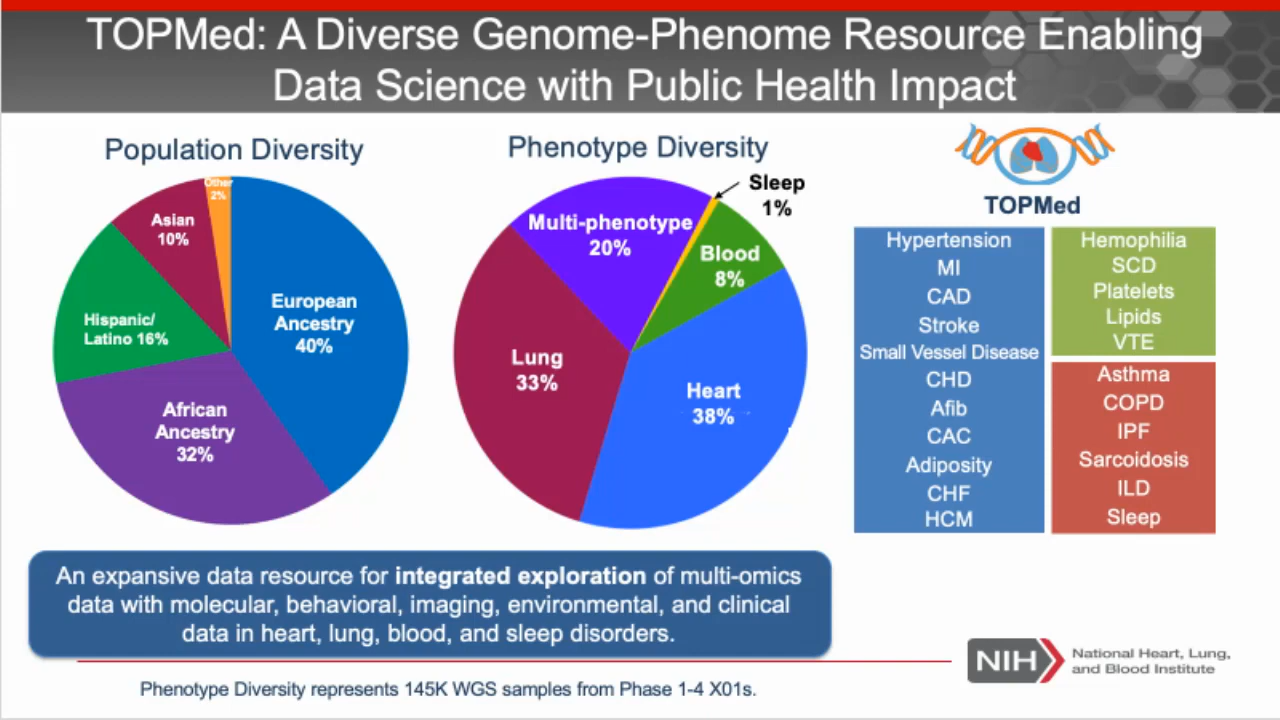 TOPMed: A Diverse Genome-Phenome Resource Enabling
Data Science with Public Health Impact
Population Diversity
Other
2%
Asian
10%
Hispanic/
Latino 16%
European
Ancestry
40%
African
Ancestry
32%
Phenotype Diversity
Sleep
1%
Multi-phenotype
20%
Blood
8%
Lung
33%
Heart
38%
TOPMed
Hypertension
MI
CAD
Stroke
Small Vessel Disease
CHD
Afib
CAC
Adiposity
CHF
HCM
Hemophilia
SCD
Platelets
Lipids
VTE
Asthma
COPD
IPF
Sarcoidosis
ILD
Sleep
An expansive data resource for integrated exploration of multi-omics
data with molecular, behavioral, imaging, environmental, and clinical
data in heart, lung, blood, and sleep disorders.
Phenotype Diversity represents 145K WGS samples from Phase 1-4 X01s.
NIH
National Heart, Lung,
and Blood Institute